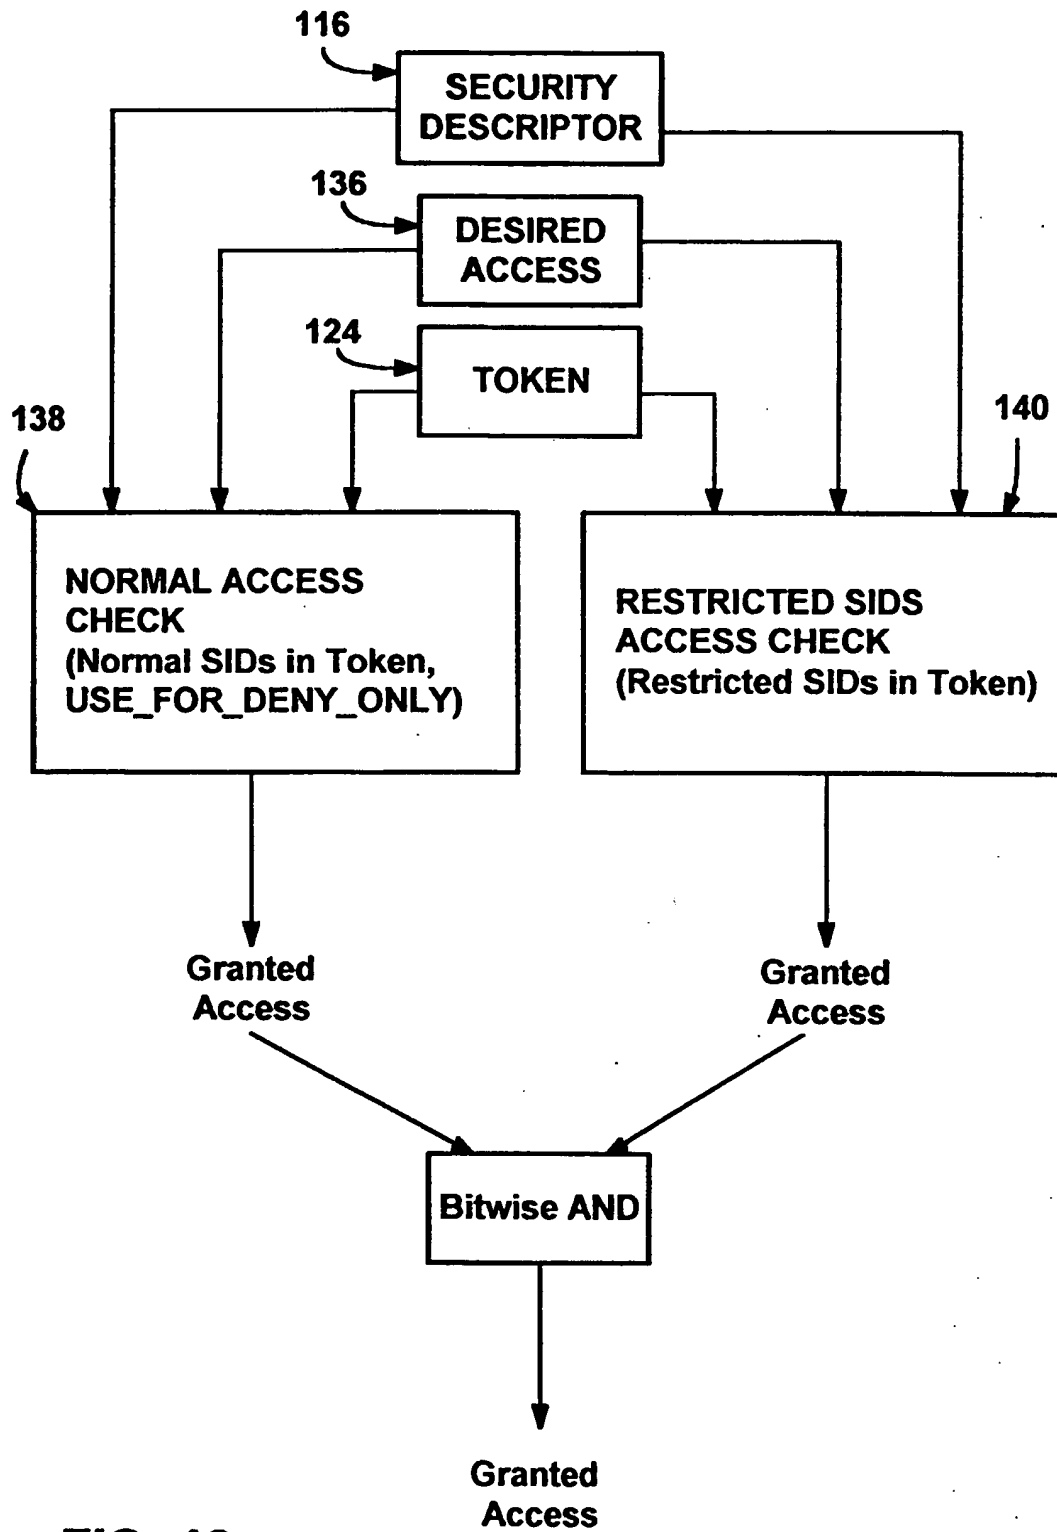 116
SECURITY
DESCRIPTOR
136
DESIRED
ACCESS
124
TOKEN
138
140
NORMAL ACCESS
CHECK
(Normal SIDs in Token,
USE_FOR_DENY_ONLY)
RESTRICTED SIDS
ACCESS CHECK
(Restricted SIDs in Token)
Granted
Access
Granted
Access
Bitwise AND
Granted
Access